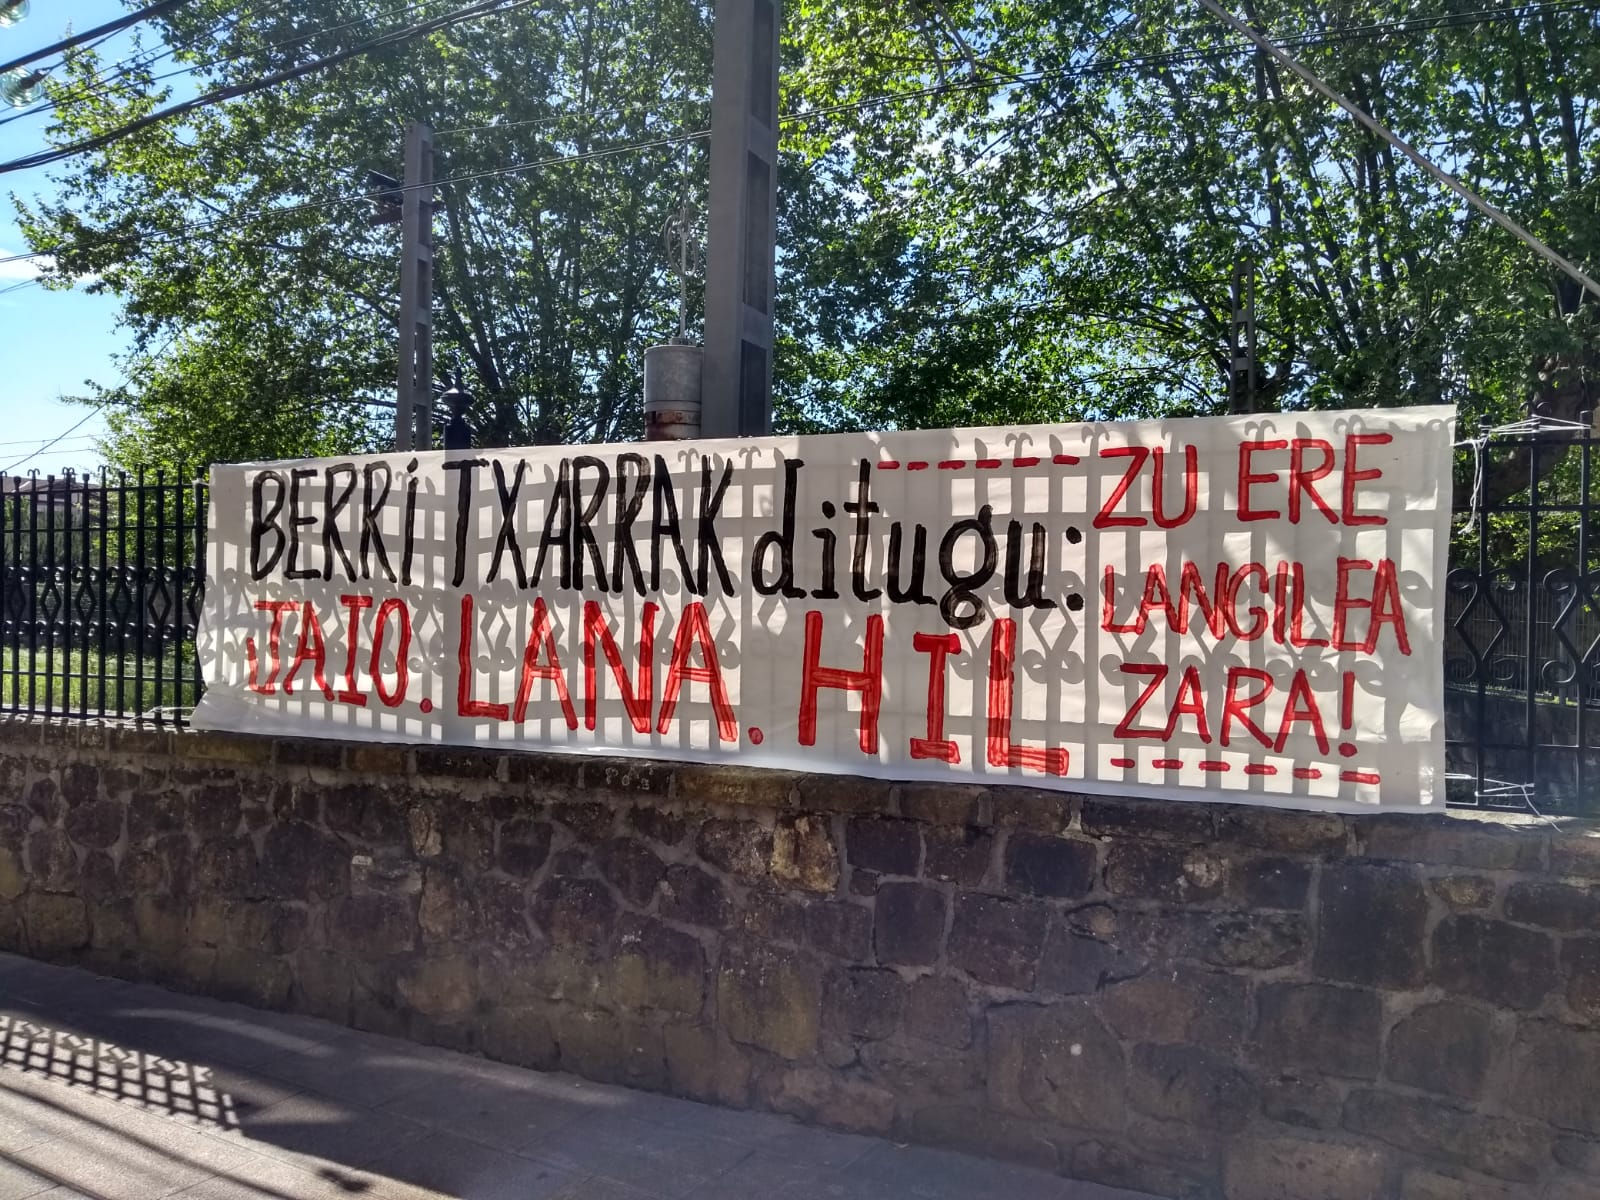 BERRi TXARRAK ditugu:
JAIO. LANA. HIL
ZU ERE
LANGILEA
ZARA!